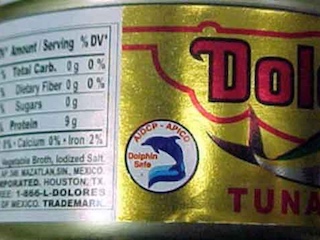 Amount / Serving % DV*
% Total Carb. 0g 0%
% Dietary Fiber 0g 0%
% Sugars 0g
Protein 9g
Calcium 0% • Iron 2%
Vegetable Broth, Iodized Salt.
MAZATLAN, SIN., MEXICO.
HOUSTON, TX.
1-866-L-DOLORES
OF MEXICO. TRADEMARK
AIDCP - APICD
Dolphin
Safe
Dol
TUNA